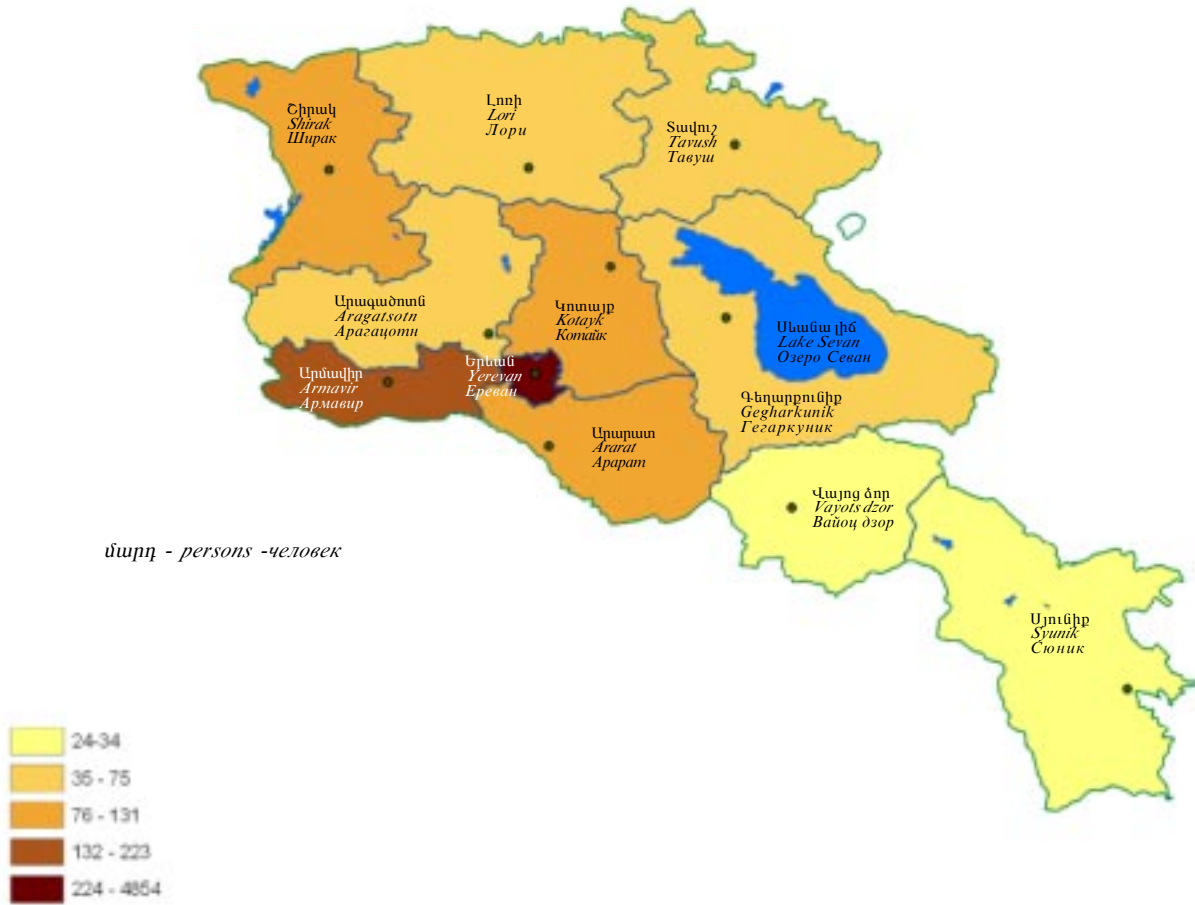 Շիրակ
Shirak
Ширак
Լոռի
Lori
Лори
Տավուշ
Tavush
Тавуш
Արագածոտն
Aragatsotn
Арагацотн
Կոտայք
Kotayk
Котайк
Սևանա լիճ
Lake Sevan
Озеро Севан
Արմավիր
Armavir
Армавир
Երևան
Yerevan
Ереван
Գեղարքունիք
Gegharkunik
Гегаркуник
Արարատ
Ararat
Арарат
Վայոց ձոր
Vayots dzor
Вайоц дзор
մարդ - persons -человек
Սյունիք
Syunik
Сюник
24-34
35 - 75
76 - 131
132 - 223
224 - 4854